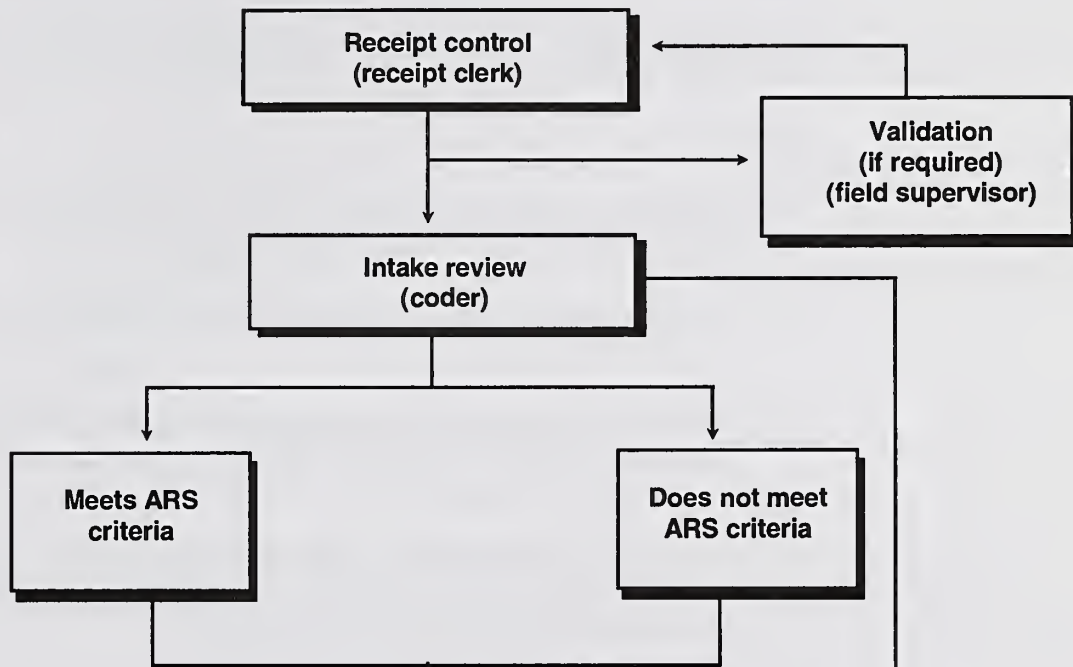 Receipt control
(receipt clerk)
Validation
(if required)
(field supervisor)
Intake review
(coder)
Meets ARS
criteria
Does not meet
ARS criteria